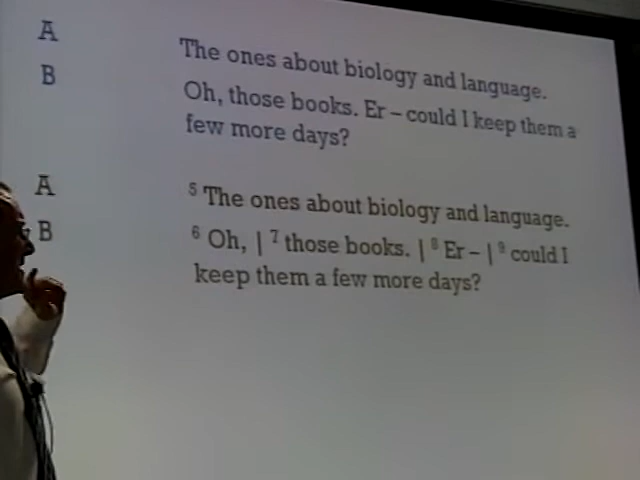 A The ones about biology and language.
B Oh, those books. Er – could I keep them a
few more days?
A ⁵ The ones about biology and language.
B ⁶ Oh, | ⁷ those books. | ⁸ Er – | ⁹ could I
keep them a few more days?